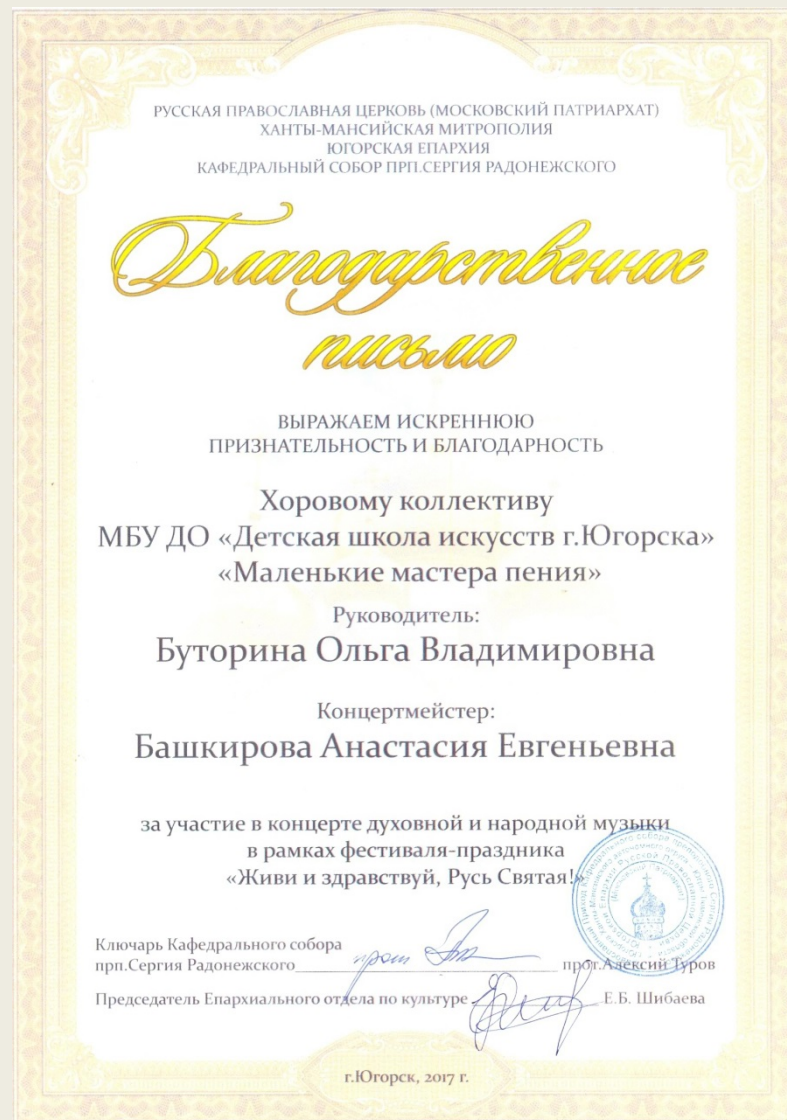 РУССКАЯ ПРАВОСЛАВНАЯ ЦЕРКОВЬ (МОСКОВСКИЙ ПАТРИАРХАТ)
ХАНТЫ-МАНСИЙСКАЯ МИТРОПОЛИЯ
ЮГОРСКАЯ ЕПАРХИЯ
КАФЕДРАЛЬНЫЙ СОБОР ПРП.СЕРГИЯ РАДОНЕЖСКОГО
Благодарственное
письмо
ВЫРАЖАЕМ ИСКРЕННЮЮ
ПРИЗНАТЕЛЬНОСТЬ И БЛАГОДАРНОСТЬ
Хоровому коллективу
МБУ ДО «Детская школа искусств г.Югорска»
«Маленькие мастера пения»
Руководитель:
Буторина Ольга Владимировна
Концертмейстер:
Башкирова Анастасия Евгеньевна
за участие в концерте духовной и народной музыки
в рамках фестиваля-праздника
«Живи и здравствуй, Русь Святая!»
Ключарь Кафедрального собора
прп.Сергия Радонежского прот прот.Алексий Туров
Председатель Епархиального отдела по культуре Е.Б. Шибаева
г.Югорск, 2017 г.